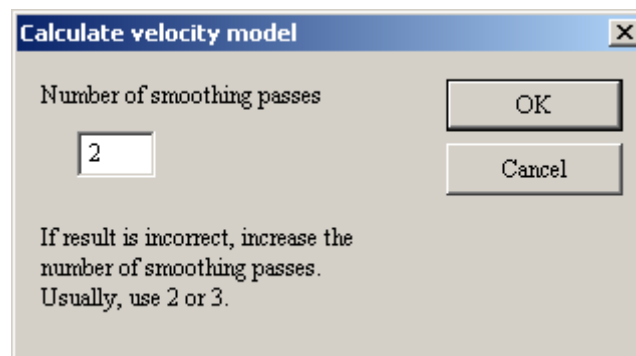 Calculate velocity model
Number of smoothing passes
OK
2
Cancel
If result is incorrect, increase the
number of smoothing passes.
Usually, use 2 or 3.